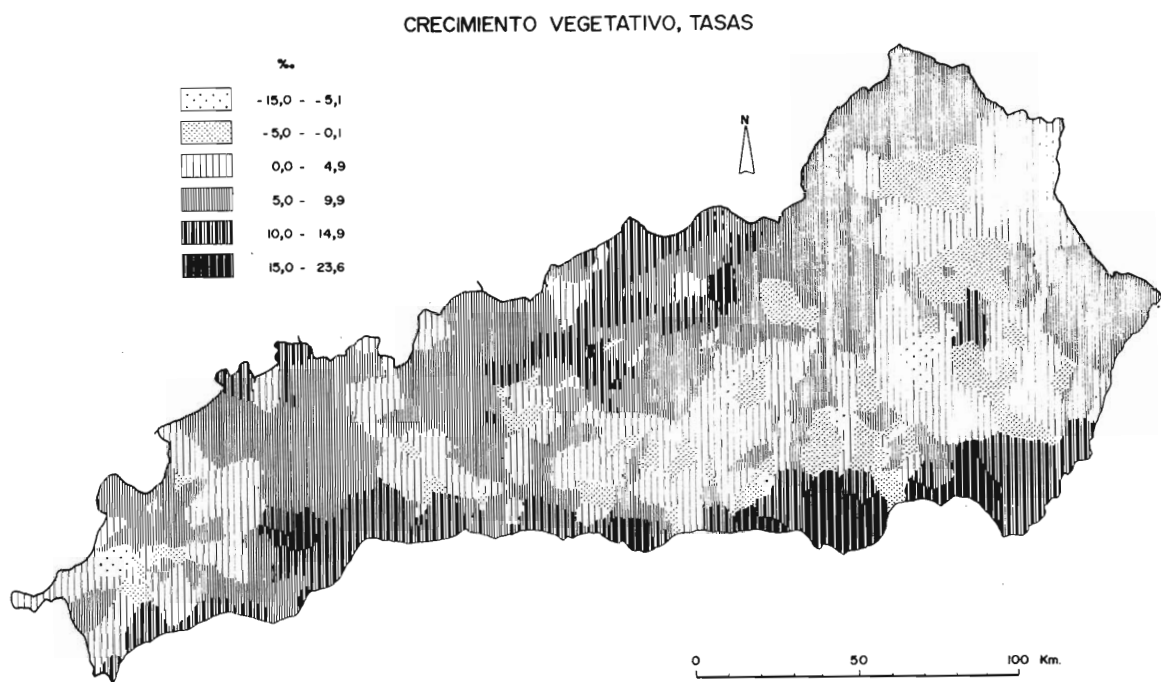 CRECIMIENTO VEGETATIVO, TASAS
‰
-15,0 - -5,1
-5,0 - -0,1
0,0 - 4,9
5,0 - 9,9
10,0 - 14,9
15,0 - 23,6
N
0 50 100 Km.